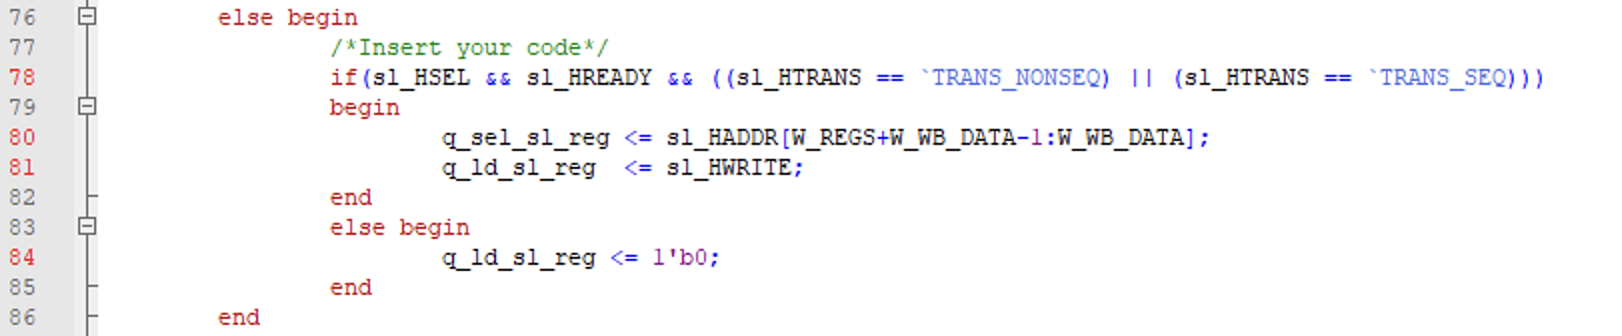 76 else begin
77 /*Insert your code*/
78 if(sl_HSEL && sl_HREADY && ((sl_HTRANS == `TRANS_NONSEQ) || (sl_HTRANS == `TRANS_SEQ)))
79 begin
80 q_sel_sl_reg <= sl_HADDR[W_REGS+W_WB_DATA-1:W_WB_DATA];
81 q_ld_sl_reg  <= sl_HWRITE;
82 end
83 else begin
84 q_ld_sl_reg <= 1'b0;
85 end
86 end